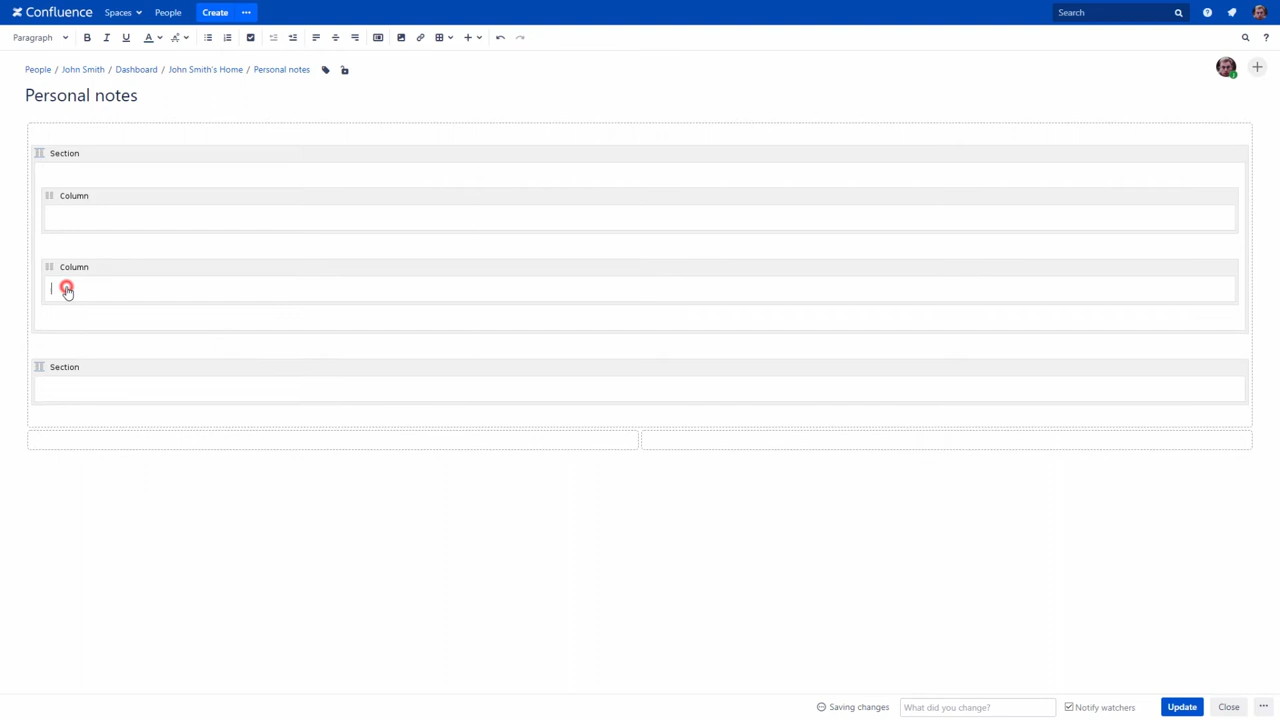 Confluence Spaces People Create Search
Paragraph B I U A
People / John Smith / Dashboard / John Smith's Home / Personal notes
Personal notes
Section
Column
Column
Section
Saving changes What did you change? Notify watchers Update Close